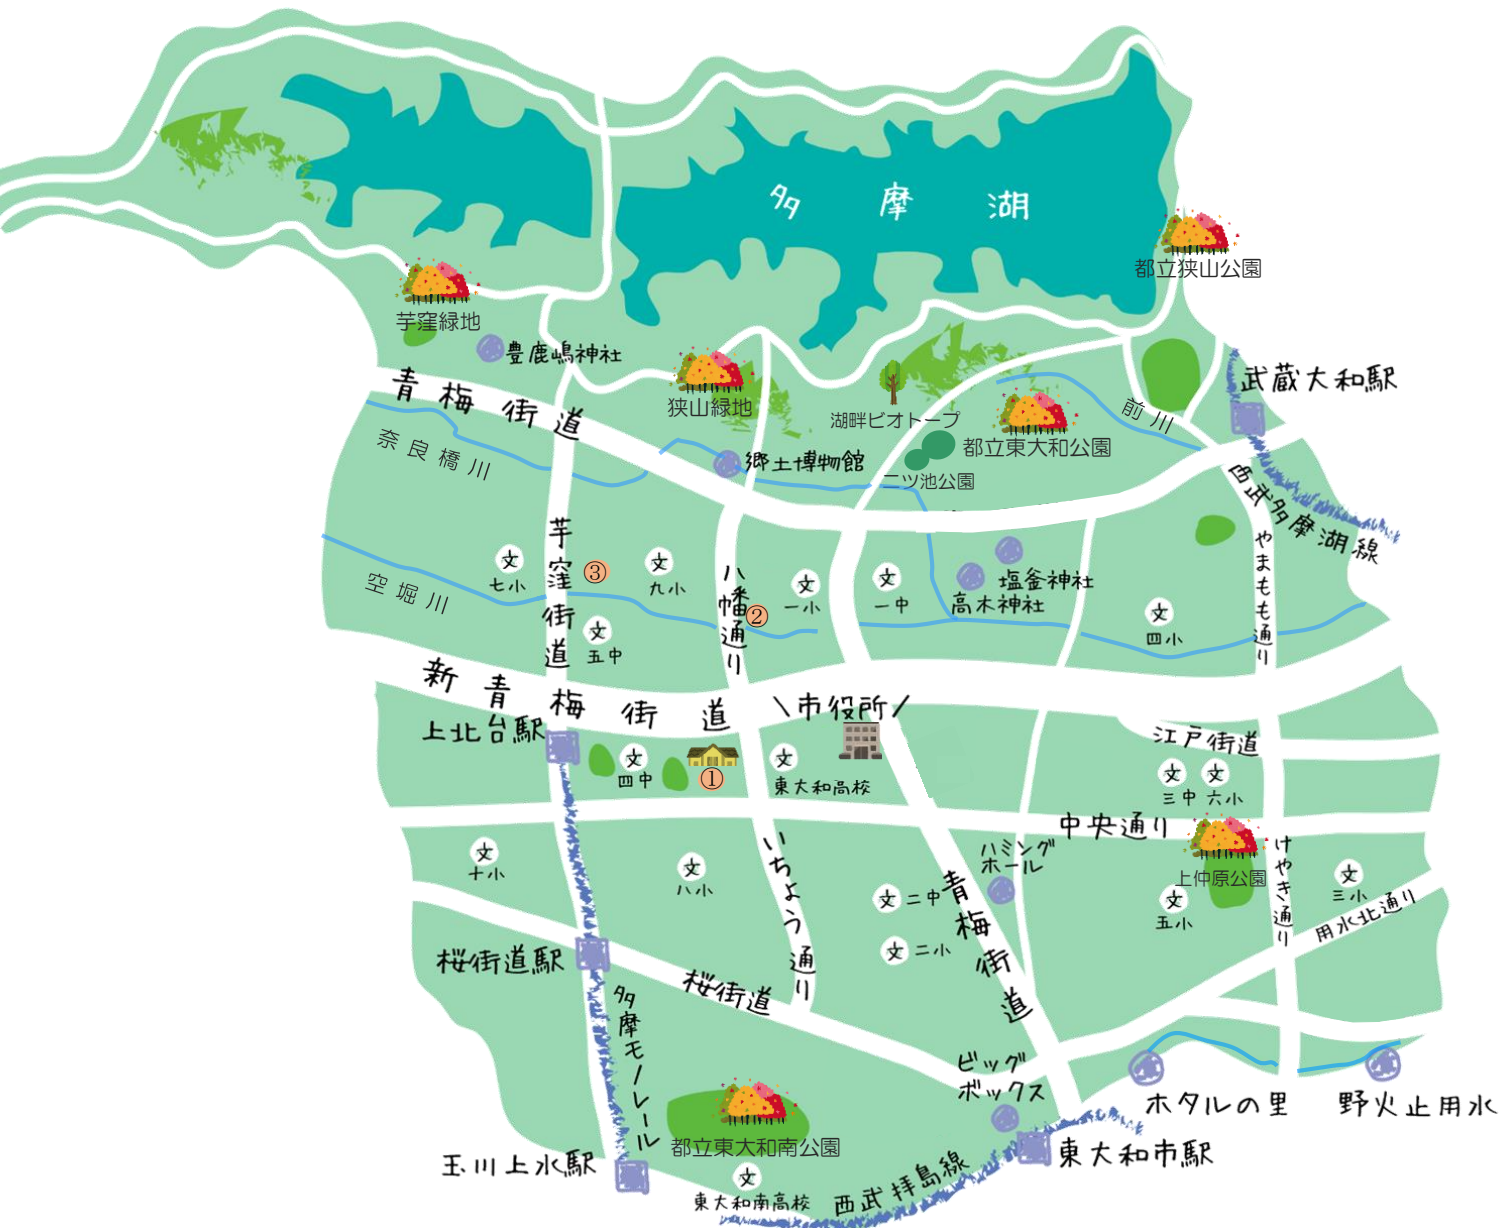 多摩湖
都立狭山公園
芋窪緑地
豊鹿嶋神社
青梅街道
狭山緑地
湖畔ビオトープ
都立東大和公園
二ツ池公園
前川
武蔵大和駅
西武多摩湖線
奈良橋川
郷土博物館
芋窪街道
七小
③
九小
八幡通り
②
一小
一中
塩釜神社
高木神社
四小
やまもも通り
空堀川
五中
新青梅街道
\市役所/
上北台駅
四中
①
東大和高校
江戸街道
三中
六小
中央通り
上仲原公園
けやき通り
五小
三小
用水北通り
ハミング
ホール
十小
八小
いちょう通り
二中
二小
青梅街道
桜街道駅
桜街道
多摩モノレール
ビッグ
ボックス
ホタルの里
野火止用水
都立東大和南公園
東大和南高校
玉川上水駅
西武拝島線
東大和市駅